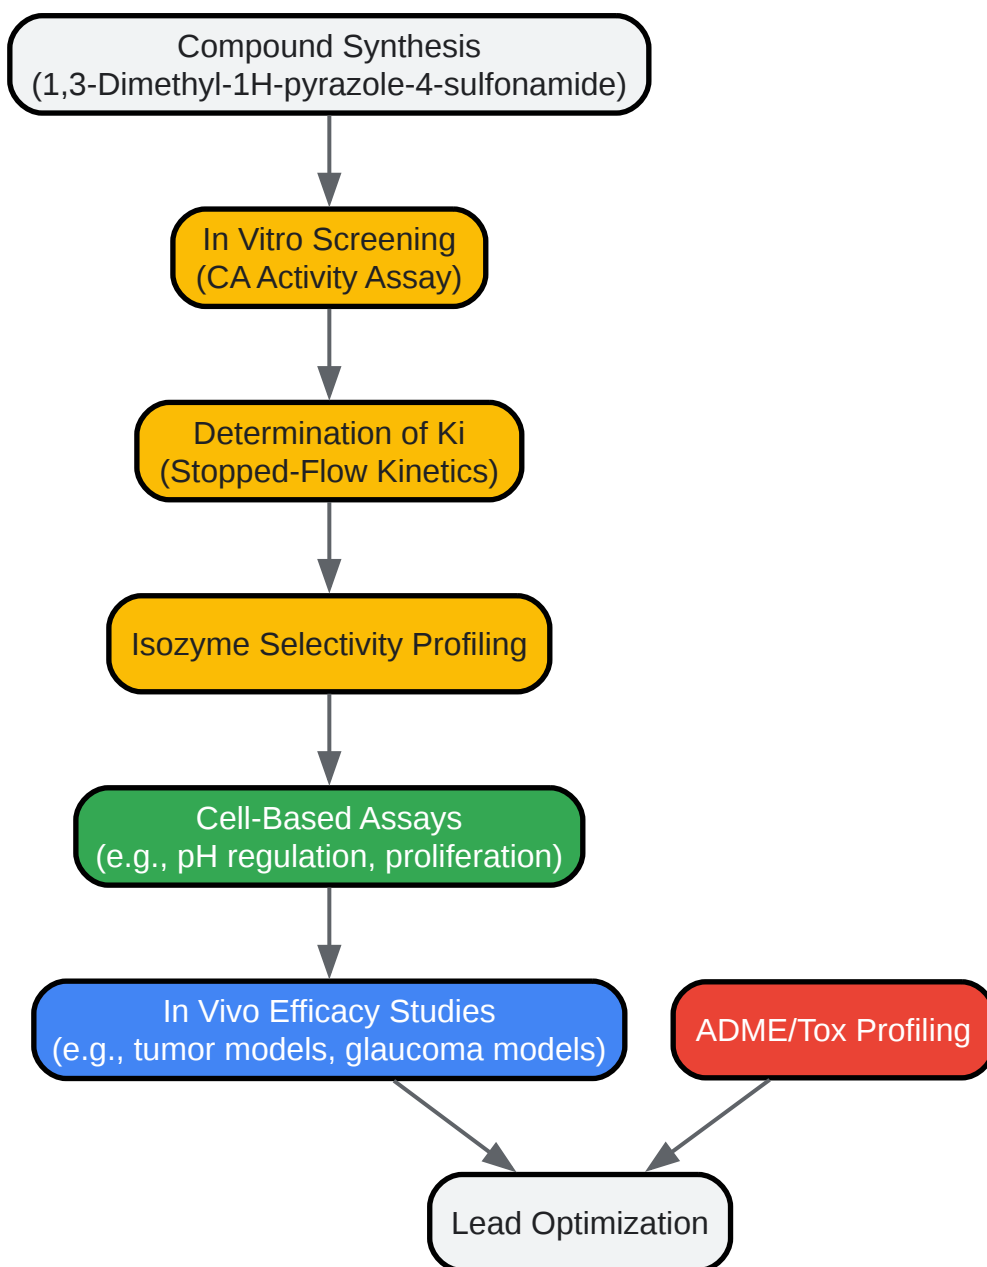 Compound Synthesis
(1,3-Dimethyl-1H-pyrazole-4-sulfonamide)
In Vitro Screening
(CA Activity Assay)
Determination of Ki
(Stopped-Flow Kinetics)
Isozyme Selectivity Profiling
Cell-Based Assays
(e.g., pH regulation, proliferation)
In Vivo Efficacy Studies
(e.g., tumor models, glaucoma models)
ADME/Tox Profiling
Lead Optimization